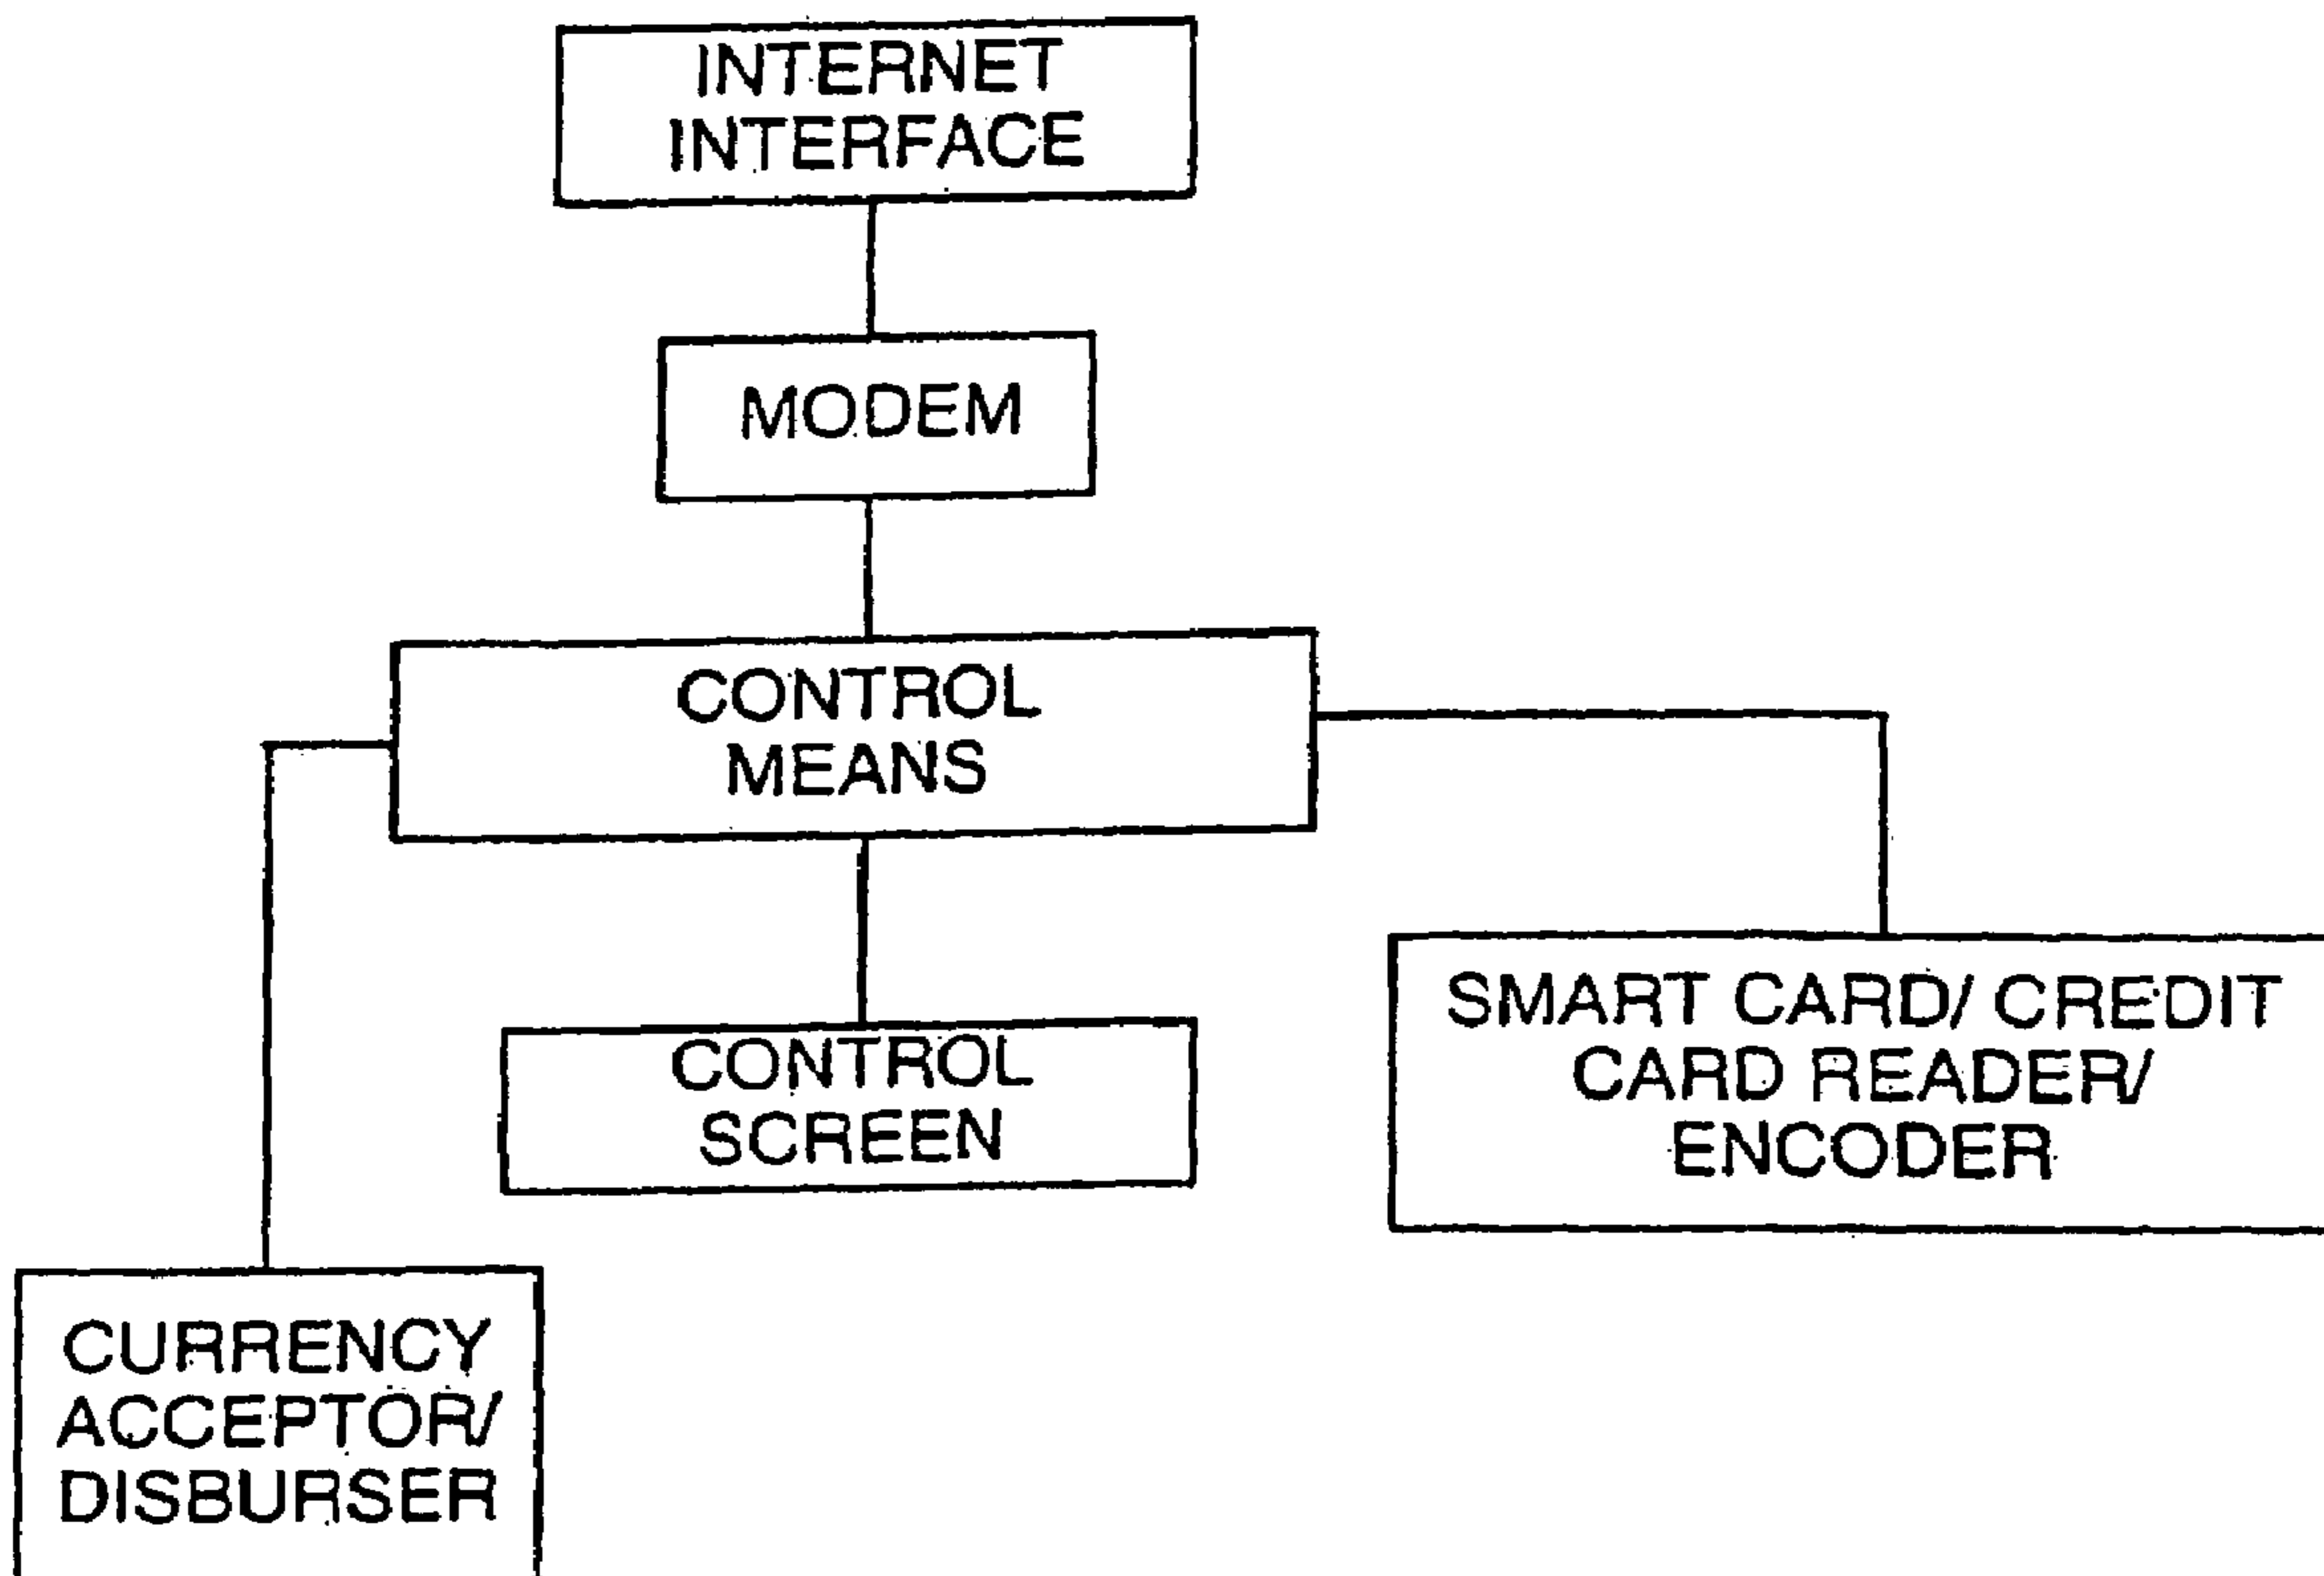 INTERNET
INTERFACE
MODEM
CONTROL
MEANS
CONTROL
SCREEN
SMART CARD/ CREDIT
CARD READER/
ENCODER
CURRENCY
ACCEPTOR/
DISBURSER